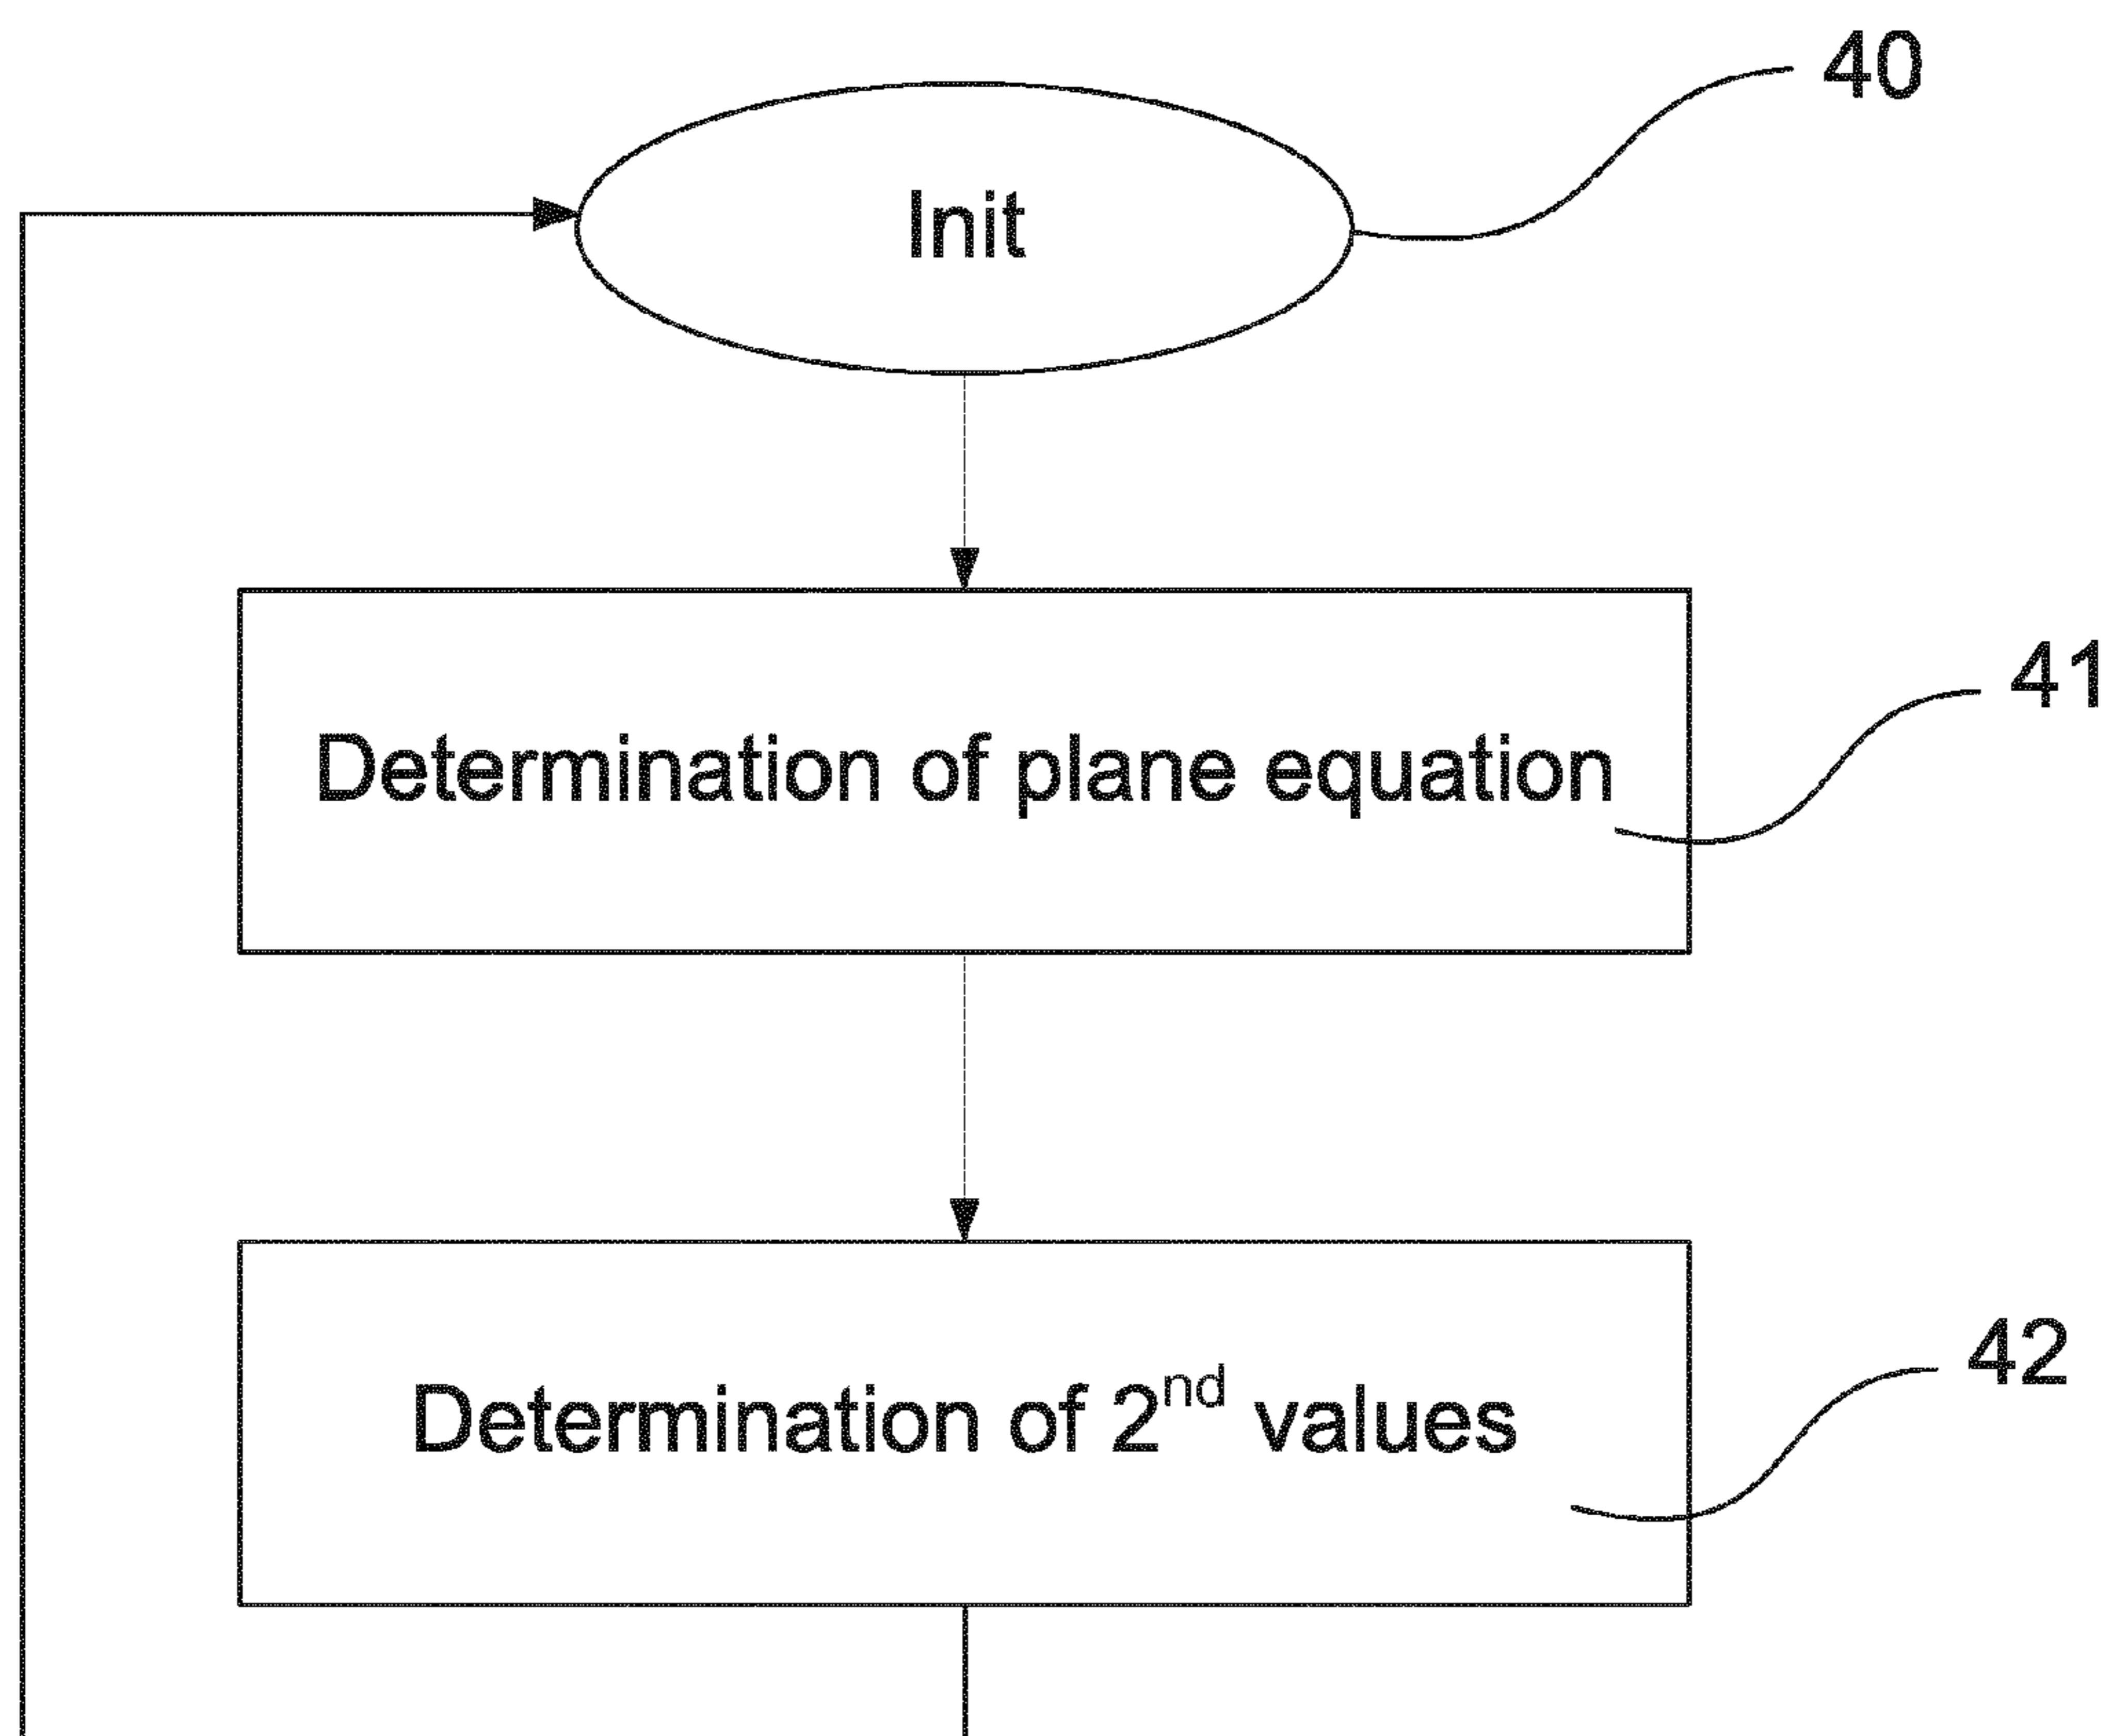 40
Init
41
Determination of plane equation
42
Determination of 2nd values